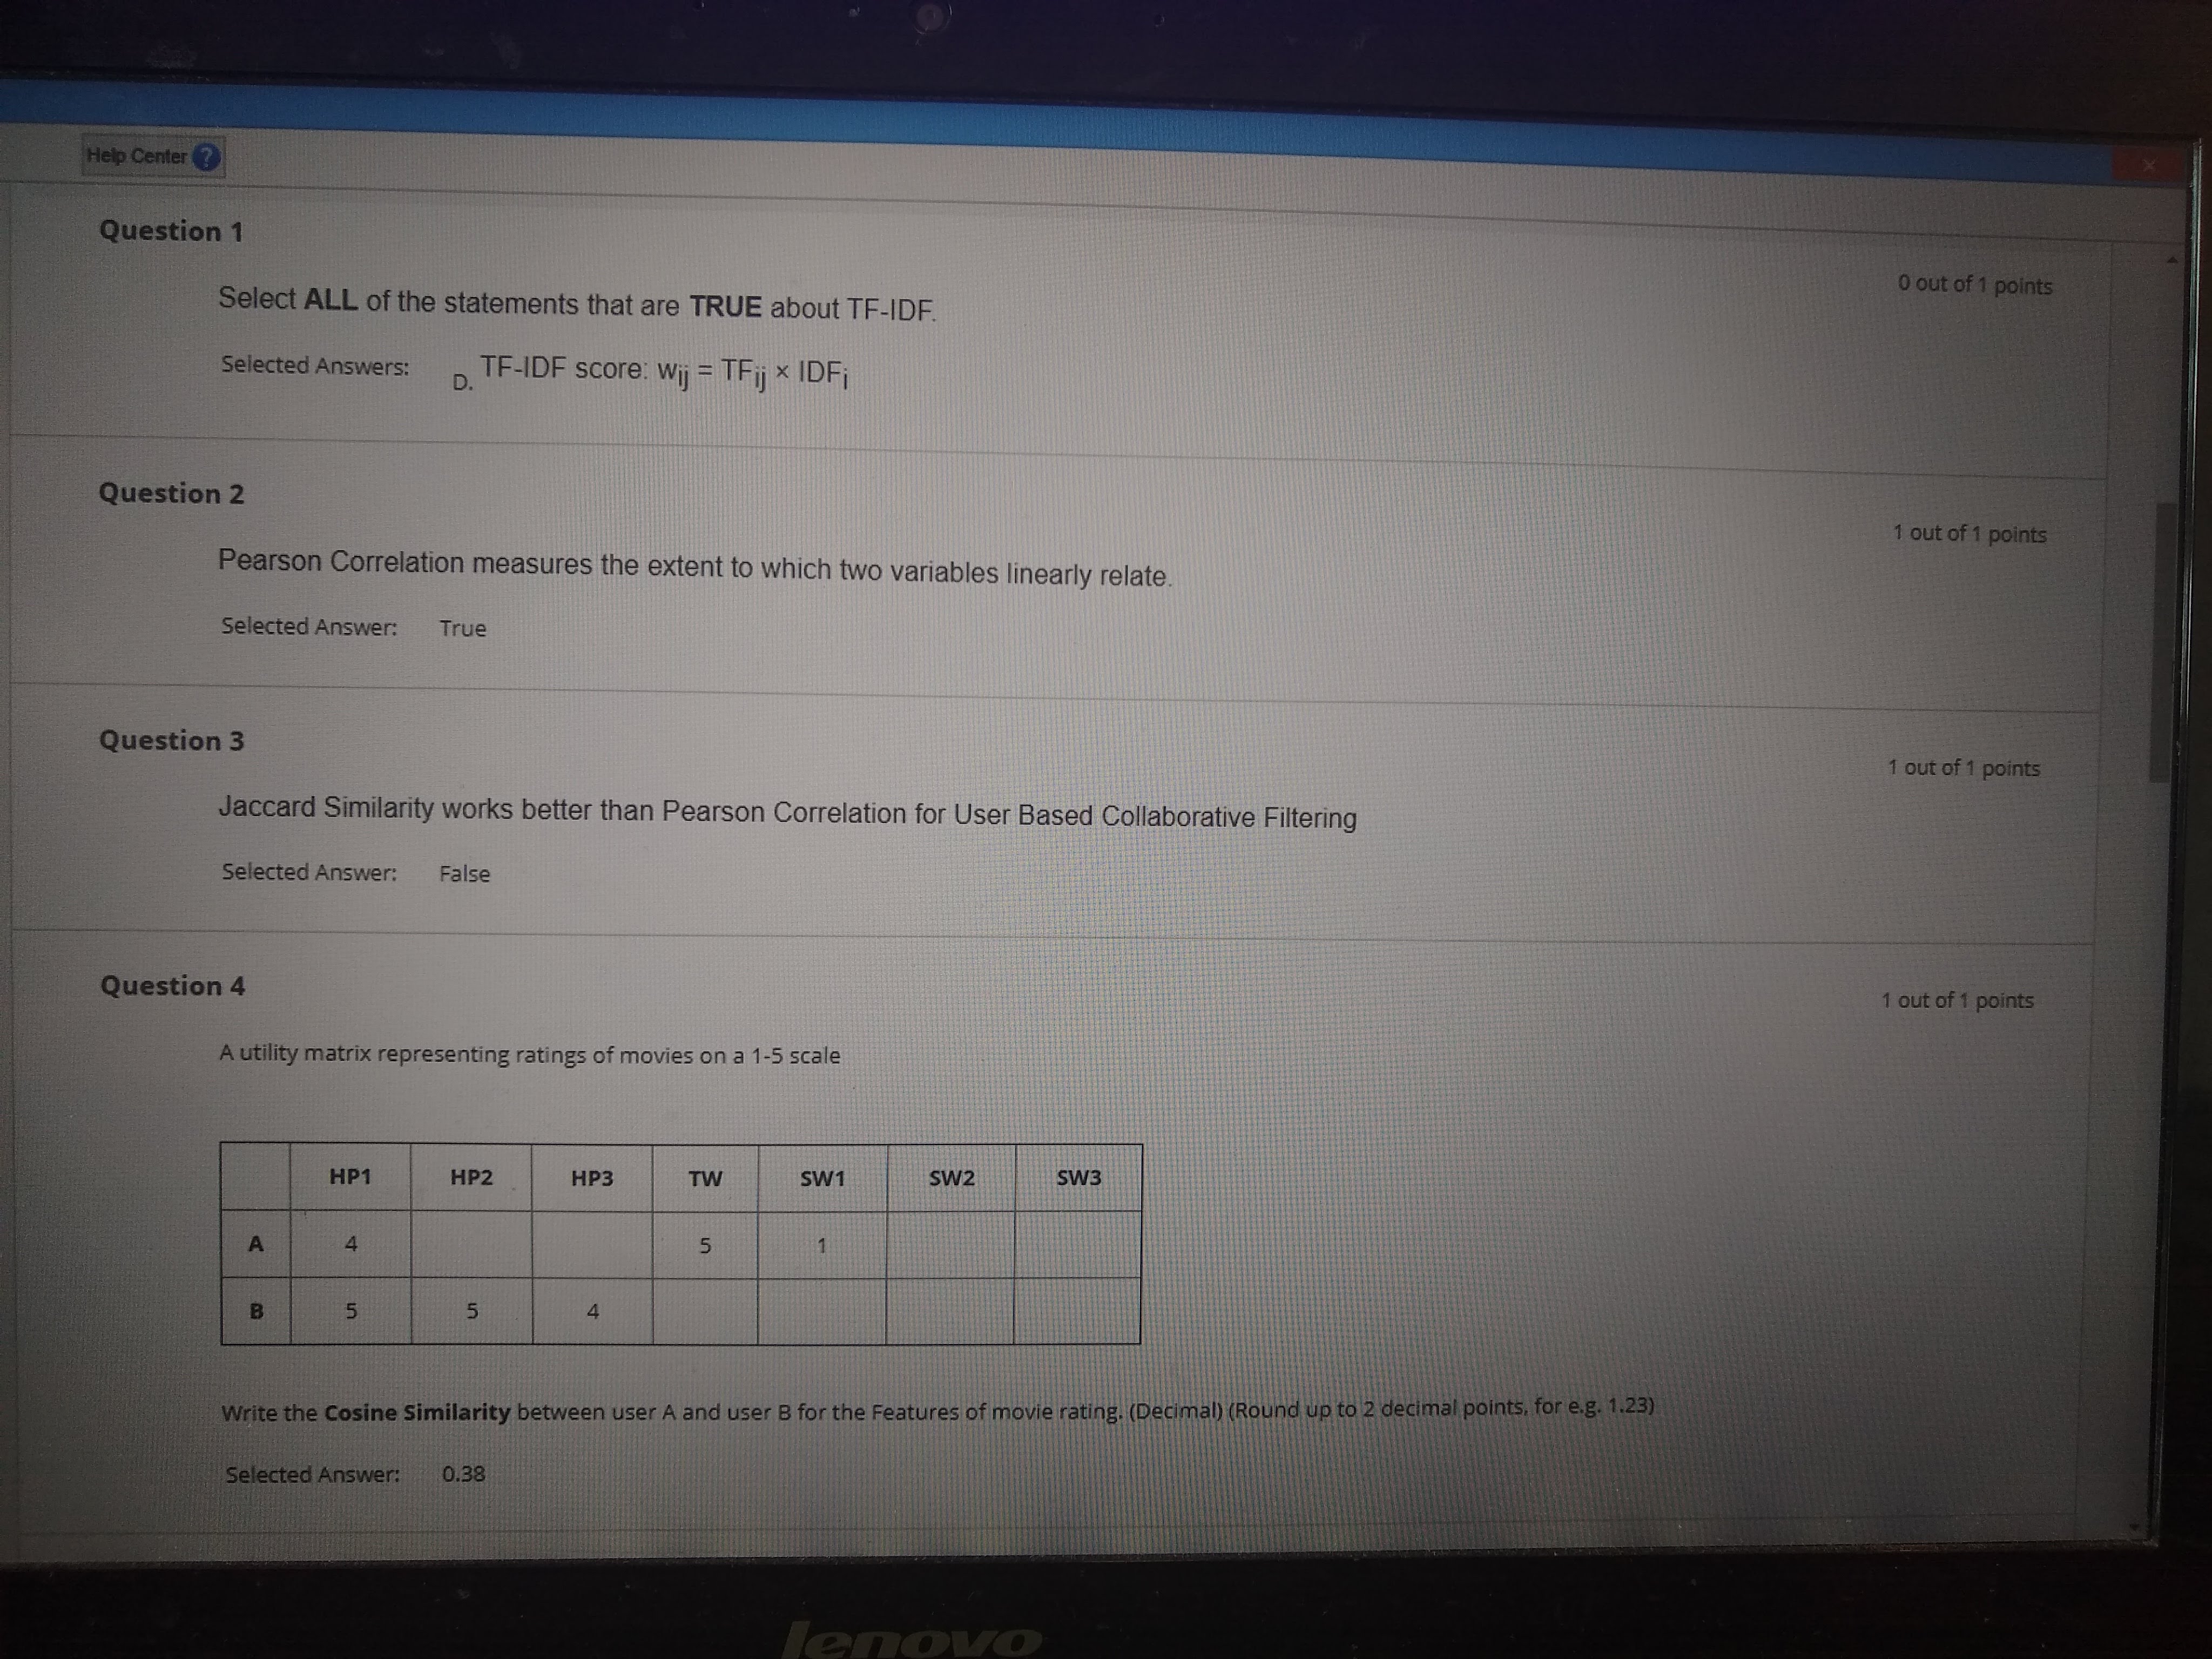 Help Center ?
Question 1
0 out of 1 points
Select ALL of the statements that are TRUE about TF-IDF.
Selected Answers: D. TF-IDF score: wij = TFij × IDFi
Question 2
1 out of 1 points
Pearson Correlation measures the extent to which two variables linearly relate.
Selected Answer: True
Question 3
1 out of 1 points
Jaccard Similarity works better than Pearson Correlation for User Based Collaborative Filtering
Selected Answer: False
Question 4
1 out of 1 points
A utility matrix representing ratings of movies on a 1-5 scale
HP1 HP2 HP3 TW SW1 SW2 SW3
A 4 5 1
B 5 5 4
Write the Cosine Similarity between user A and user B for the Features of movie rating. (Decimal) (Round up to 2 decimal points, for e.g. 1.23)
Selected Answer: 0.38
lenovo